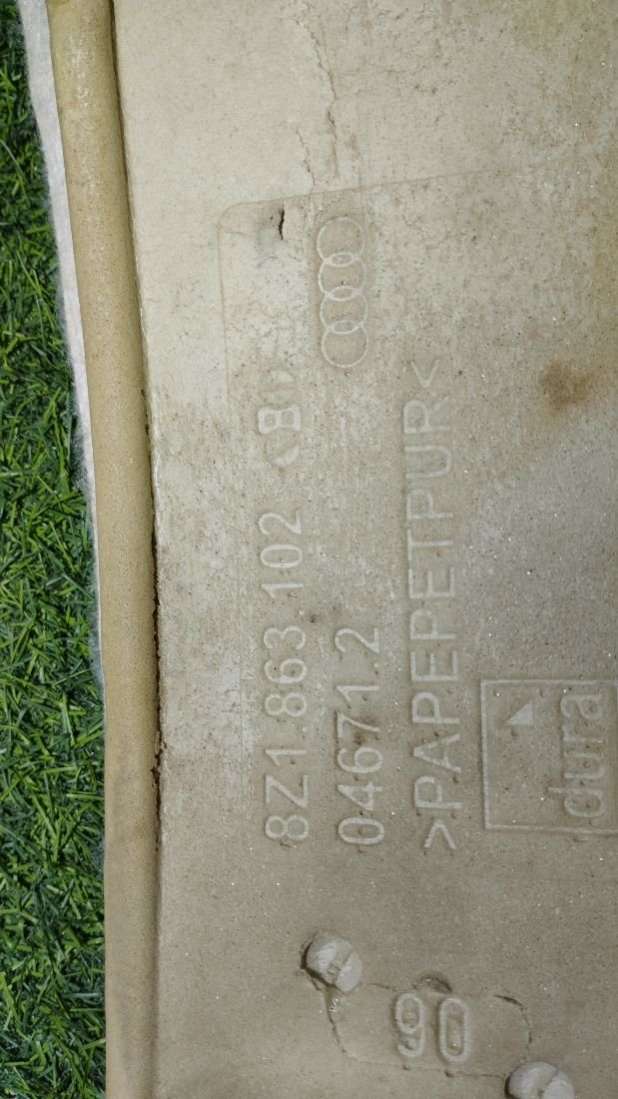 8Z1.863 102
04671.2
>PAPEPETPUR<
dura
90